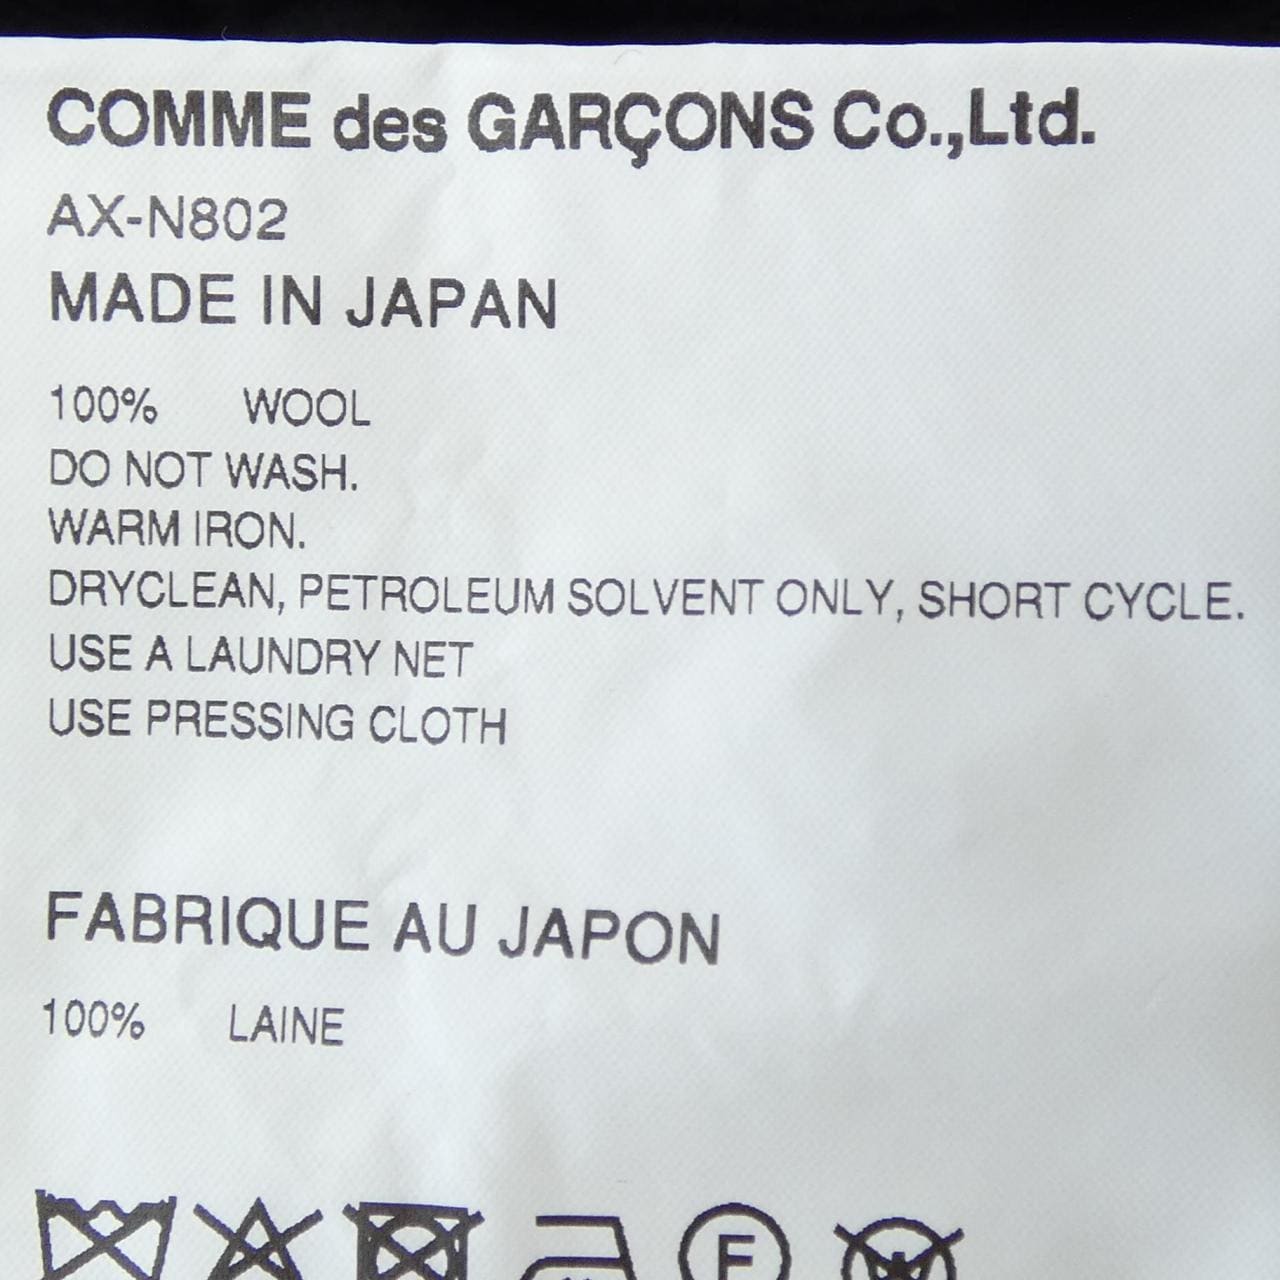 COMME des GARÇONS Co.,Ltd.
AX-N802
MADE IN JAPAN
100% WOOL
DO NOT WASH.
WARM IRON.
DRYCLEAN, PETROLEUM SOLVENT ONLY, SHORT CYCLE.
USE A LAUNDRY NET
USE PRESSING CLOTH
FABRIQUE AU JAPON
100% LAINE
F